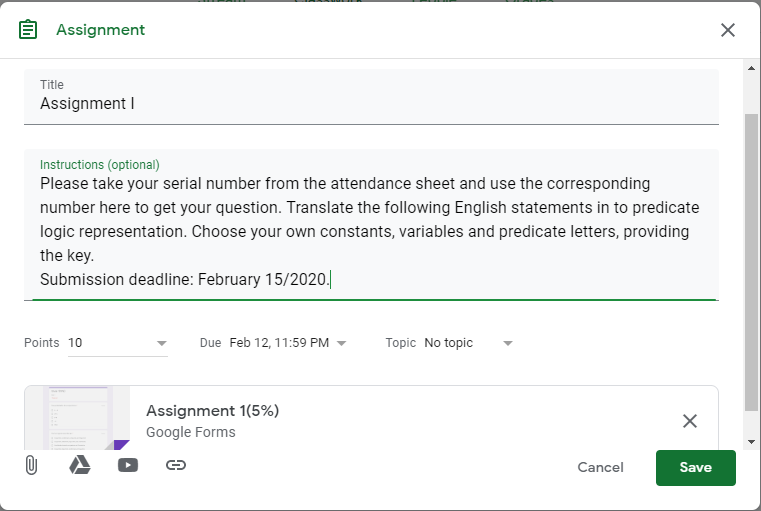 Assignment
Title
Assignment I
Instructions (optional)
Please take your serial number from the attendance sheet and use the corresponding
number here to get your question. Translate the following English statements in to predicate
logic representation. Choose your own constants, variables and predicate letters, providing
the key.
Submission deadline: February 15/2020.
Points 10 Due Feb 12, 11:59 PM Topic No topic
Assignment 1(5%)
Google Forms
Cancel Save